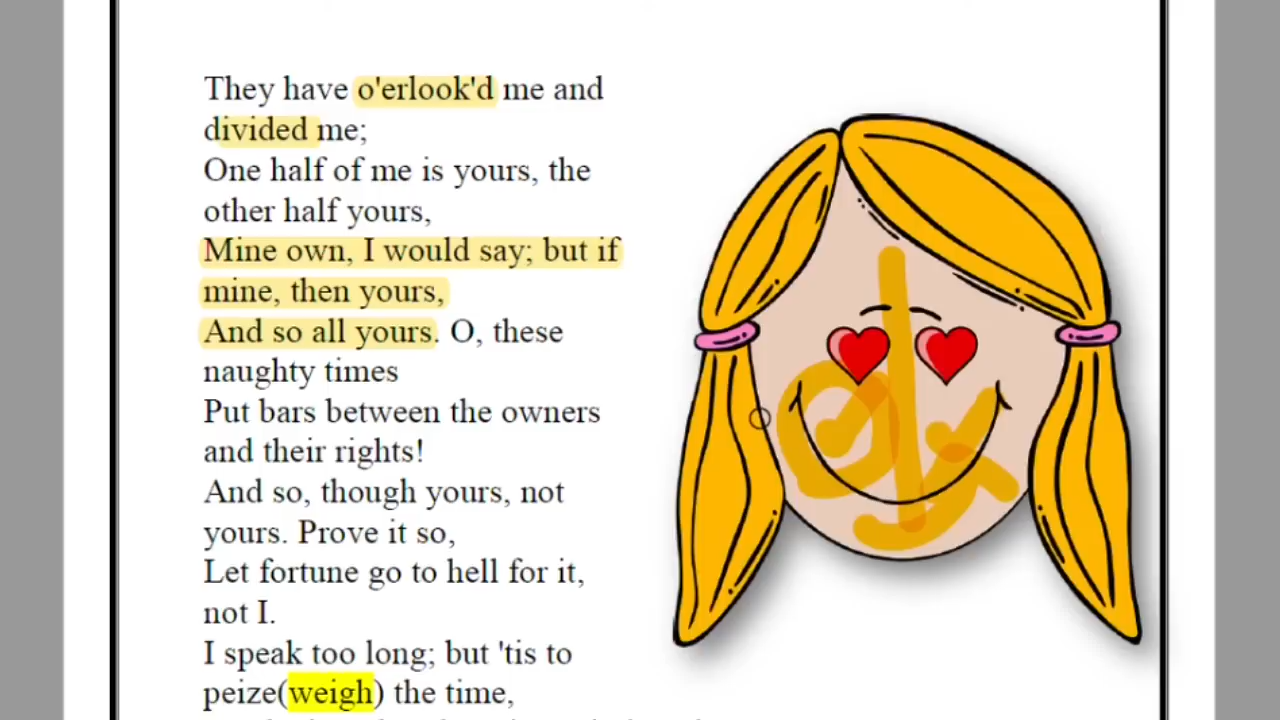 They have o'erlook'd me and
divided me;
One half of me is yours, the
other half yours,
Mine own, I would say; but if
mine, then yours,
And so all yours. O, these
naughty times
Put bars between the owners
and their rights!
And so, though yours, not
yours. Prove it so,
Let fortune go to hell for it,
not I.
I speak too long; but 'tis to
peize(weigh) the time,